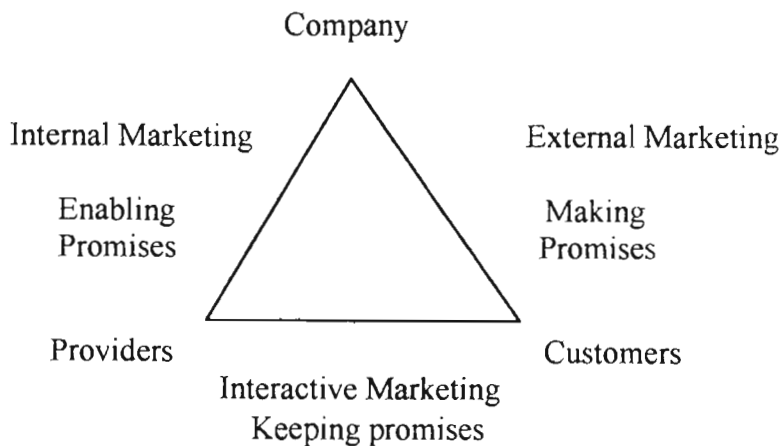 Company
Internal Marketing
External Marketing
Enabling
Promises
Making
Promises
Providers
Customers
Interactive Marketing
Keeping promises